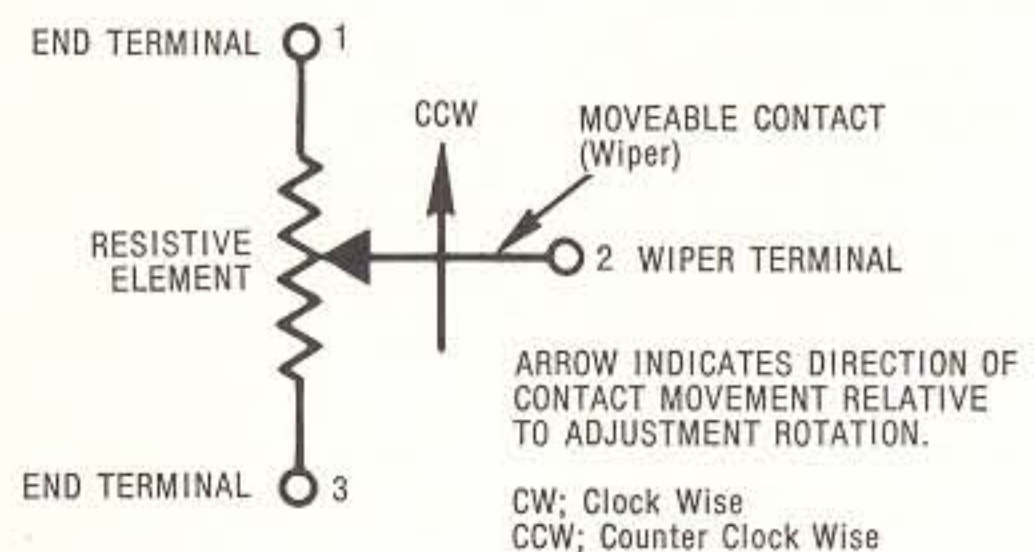 END TERMINAL 1
CCW
MOVEABLE CONTACT
(Wiper)
RESISTIVE
ELEMENT
2 WIPER TERMINAL
ARROW INDICATES DIRECTION OF
CONTACT MOVEMENT RELATIVE
TO ADJUSTMENT ROTATION.
END TERMINAL 3
CW; Clock Wise
CCW; Counter Clock Wise